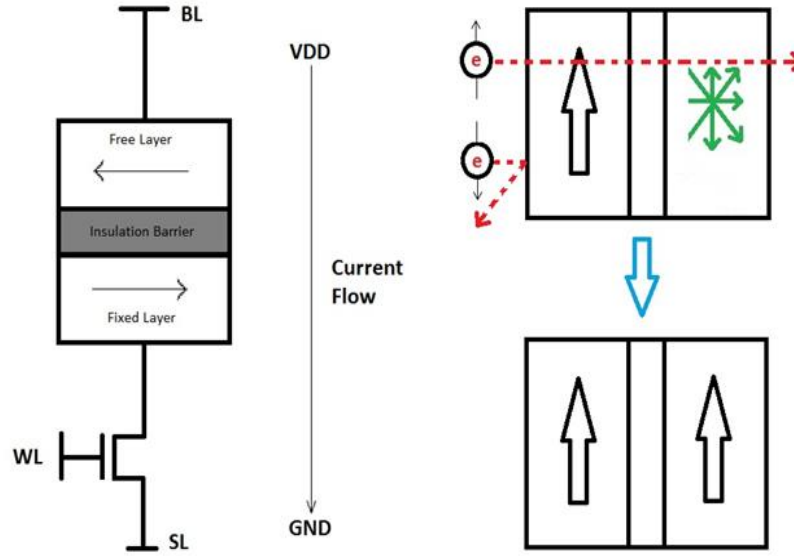 BL
VDD
Free Layer
Insulation Barrier
Fixed Layer
Current
Flow
WL
SL
GND
e
e